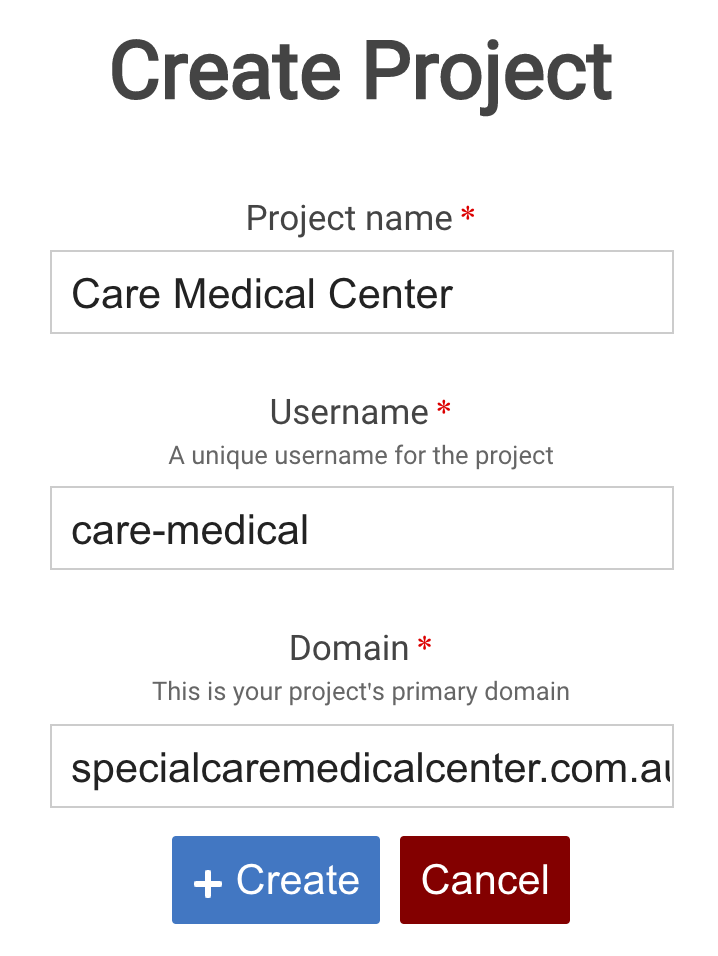 Create Project
Project name *
Care Medical Center
Username *
A unique username for the project
care-medical
Domain *
This is your project's primary domain
specialcaremedicalcenter.com.au
+ Create
Cancel